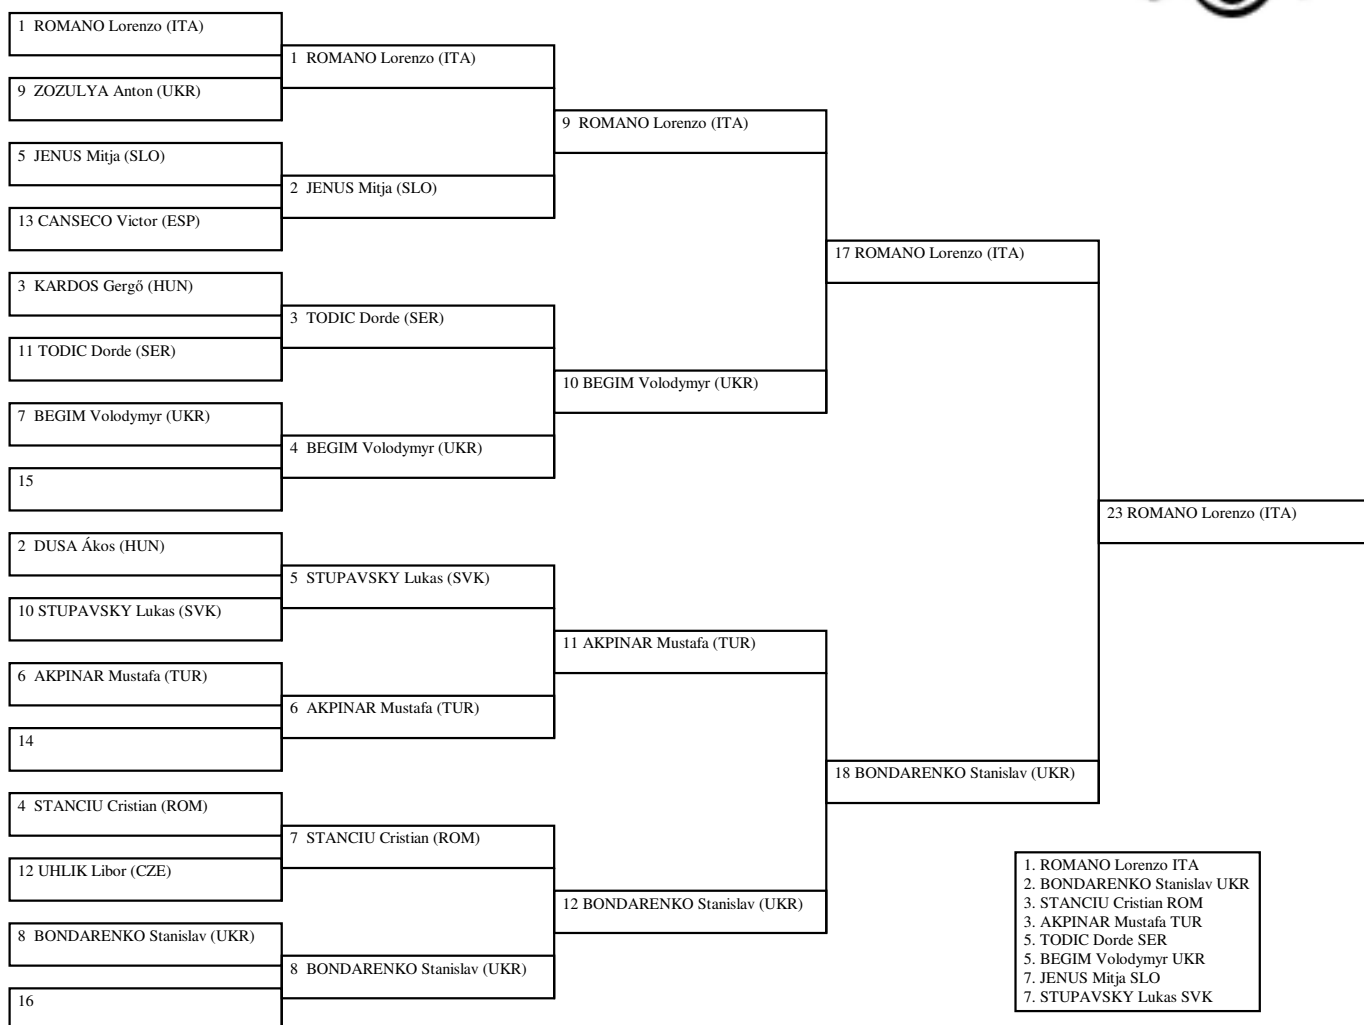 1 ROMANO Lorenzo (ITA)
9 ZOZULYA Anton (UKR)
5 JENUS Mitja (SLO)
13 CANSECO Victor (ESP)
3 KARDOS Gergő (HUN)
11 TODIC Dorde (SER)
7 BEGIM Volodymyr (UKR)
15
2 DUSA Ákos (HUN)
10 STUPAVSKY Lukas (SVK)
6 AKPINAR Mustafa (TUR)
14
4 STANCIU Cristian (ROM)
12 UHLIK Libor (CZE)
8 BONDARENKO Stanislav (UKR)
16
1 ROMANO Lorenzo (ITA)
2 JENUS Mitja (SLO)
3 TODIC Dorde (SER)
4 BEGIM Volodymyr (UKR)
5 STUPAVSKY Lukas (SVK)
6 AKPINAR Mustafa (TUR)
7 STANCIU Cristian (ROM)
8 BONDARENKO Stanislav (UKR)
9 ROMANO Lorenzo (ITA)
10 BEGIM Volodymyr (UKR)
11 AKPINAR Mustafa (TUR)
12 BONDARENKO Stanislav (UKR)
17 ROMANO Lorenzo (ITA)
18 BONDARENKO Stanislav (UKR)
23 ROMANO Lorenzo (ITA)
1. ROMANO Lorenzo ITA
2. BONDARENKO Stanislav UKR
3. STANCIU Cristian ROM
3. AKPINAR Mustafa TUR
5. TODIC Dorde SER
5. BEGIM Volodymyr UKR
7. JENUS Mitja SLO
7. STUPAVSKY Lukas SVK